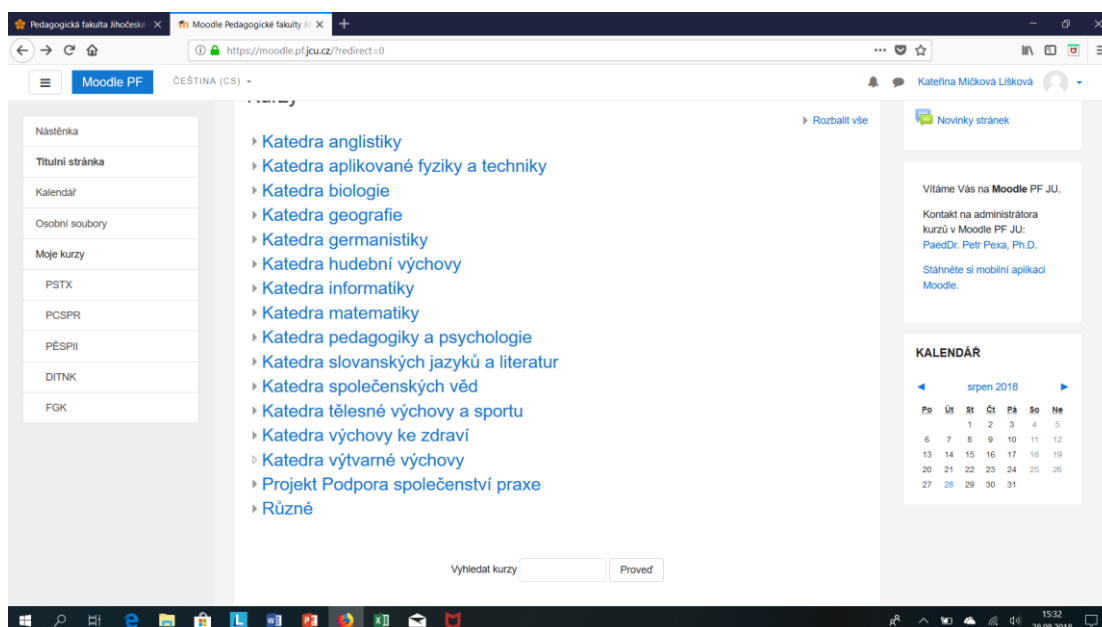 Pedagogická fakulta Jihočeské
Moodle Pedagogické fakulty Ji
https://moodle.pf.jcu.cz/?redirect=0
Moodle PF
ČEŠTINA (CS)
Kateřina Mičková Lišková
Nástěnka
Titulní stránka
Kalendář
Osobní soubory
Moje kurzy
PSTX
PCSPR
PÉSPII
DITNK
FGK
Kurzy
Rozbalit vše
Katedra anglistiky
Katedra aplikované fyziky a techniky
Katedra biologie
Katedra geografie
Katedra germanistiky
Katedra hudební výchovy
Katedra informatiky
Katedra matematiky
Katedra pedagogiky a psychologie
Katedra slovanských jazyků a literatur
Katedra společenských věd
Katedra tělesné výchovy a sportu
Katedra výchovy ke zdraví
Katedra výtvarné výchovy
Projekt Podpora společenství praxe
Různé
Vyhledat kurzy
Proveď
Novinky stránek
Vítáme Vás na Moodle PF JU.
Kontakt na administrátora
kurzů v Moodle PF JU:
PaedDr. Petr Pexa, Ph.D.
Stáhněte si mobilní aplikaci
Moodle.
KALENDÁŘ
srpen 2018
Po Út St Čt Pá So Ne
1 2 3 4 5
6 7 8 9 10 11 12
13 14 15 16 17 18 19
20 21 22 23 24 25 26
27 28 29 30 31
15:32
28.08.2018